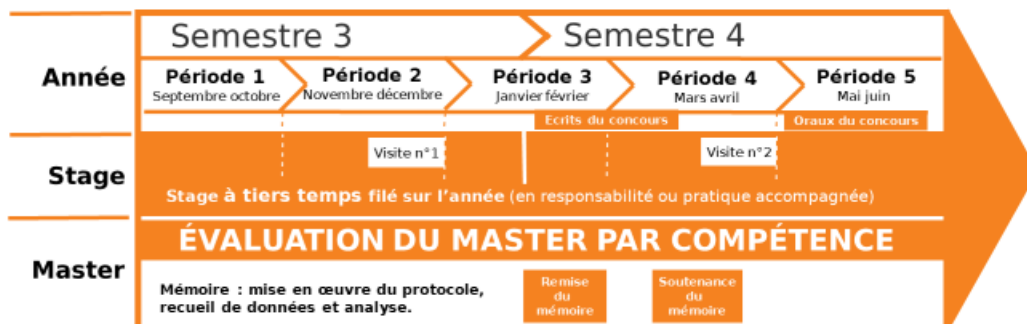 Semestre 3
Semestre 4
Année
Période 1
Septembre octobre
Période 2
Novembre décembre
Période 3
Janvier février
Période 4
Mars avril
Période 5
Mai juin
Ecrits du concours
Oraux du concours
Stage
Visite n°1
Visite n°2
Stage à tiers temps filé sur l’année (en responsabilité ou pratique accompagnée)
ÉVALUATION DU MASTER PAR COMPÉTENCE
Master
Mémoire : mise en œuvre du protocole,
recueil de données et analyse.
Remise
du
mémoire
Soutenance
du
mémoire